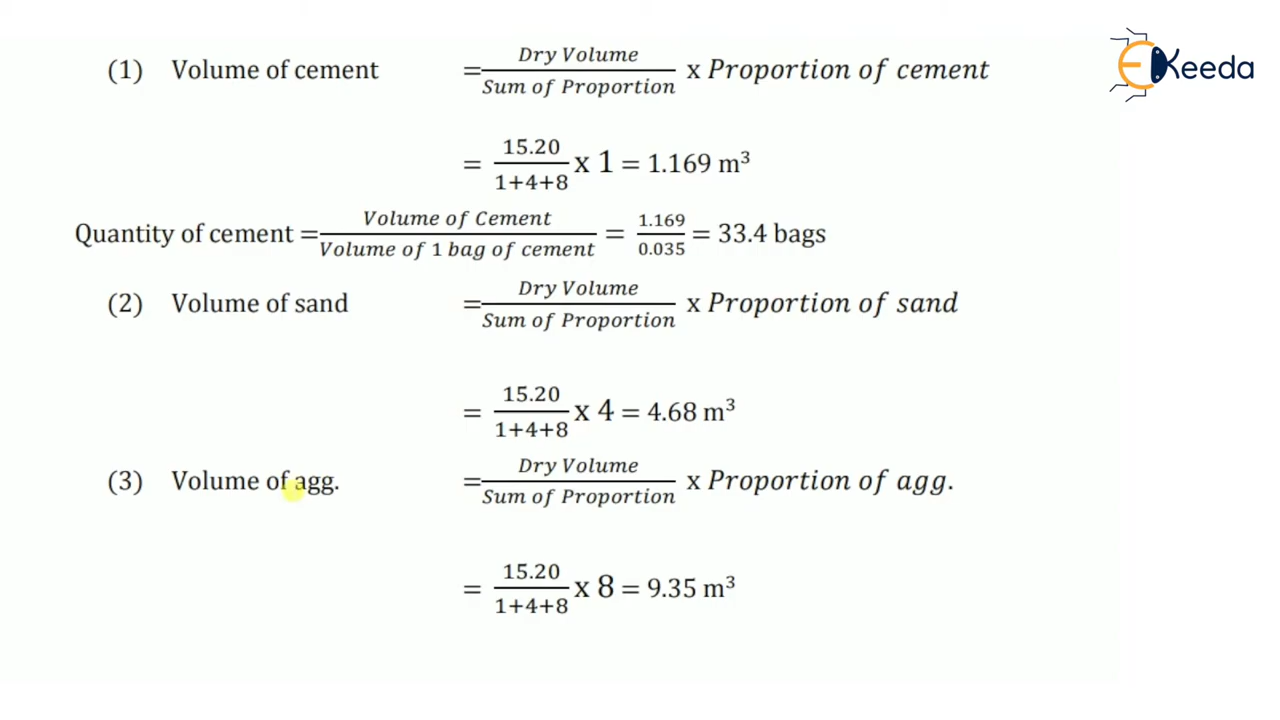 (1) Volume of cement = Dry Volume / Sum of Proportion x Proportion of cement
= 15.20 / 1+4+8 x 1 = 1.169 m³
Quantity of cement = Volume of Cement / Volume of 1 bag of cement = 1.169 / 0.035 = 33.4 bags
(2) Volume of sand = Dry Volume / Sum of Proportion x Proportion of sand
= 15.20 / 1+4+8 x 4 = 4.68 m³
(3) Volume of agg. = Dry Volume / Sum of Proportion x Proportion of agg.
= 15.20 / 1+4+8 x 8 = 9.35 m³
EKeeda